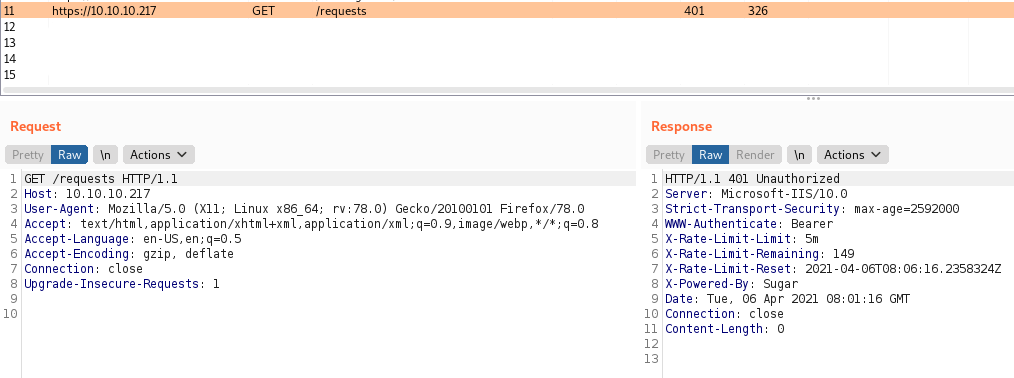 11 https://10.10.10.217 GET /requests 401 326
12
13
14
15
Request
Pretty Raw \n Actions
1 GET /requests HTTP/1.1
2 Host: 10.10.10.217
3 User-Agent: Mozilla/5.0 (X11; Linux x86_64; rv:78.0) Gecko/20100101 Firefox/78.0
4 Accept: text/html,application/xhtml+xml,application/xml;q=0.9,image/webp,*/*;q=0.8
5 Accept-Language: en-US,en;q=0.5
6 Accept-Encoding: gzip, deflate
7 Connection: close
8 Upgrade-Insecure-Requests: 1
9
10
Response
Pretty Raw Render \n Actions
1 HTTP/1.1 401 Unauthorized
2 Server: Microsoft-IIS/10.0
3 Strict-Transport-Security: max-age=2592000
4 WWW-Authenticate: Bearer
5 X-Rate-Limit-Limit: 5m
6 X-Rate-Limit-Remaining: 149
7 X-Rate-Limit-Reset: 2021-04-06T08:06:16.2358324Z
8 X-Powered-By: Sugar
9 Date: Tue, 06 Apr 2021 08:01:16 GMT
10 Connection: close
11 Content-Length: 0
12
13